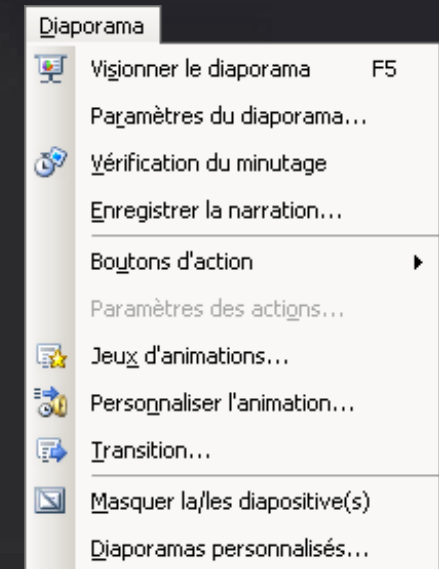 Diaporama
Visionner le diaporama F5
Paramètres du diaporama...
Vérification du minutage
Enregistrer la narration...
Boutons d'action
Paramètres des actions...
Jeux d'animations...
Personnaliser l'animation...
Transition...
Masquer la/les diapositive(s)
Diaporamas personnalisés...